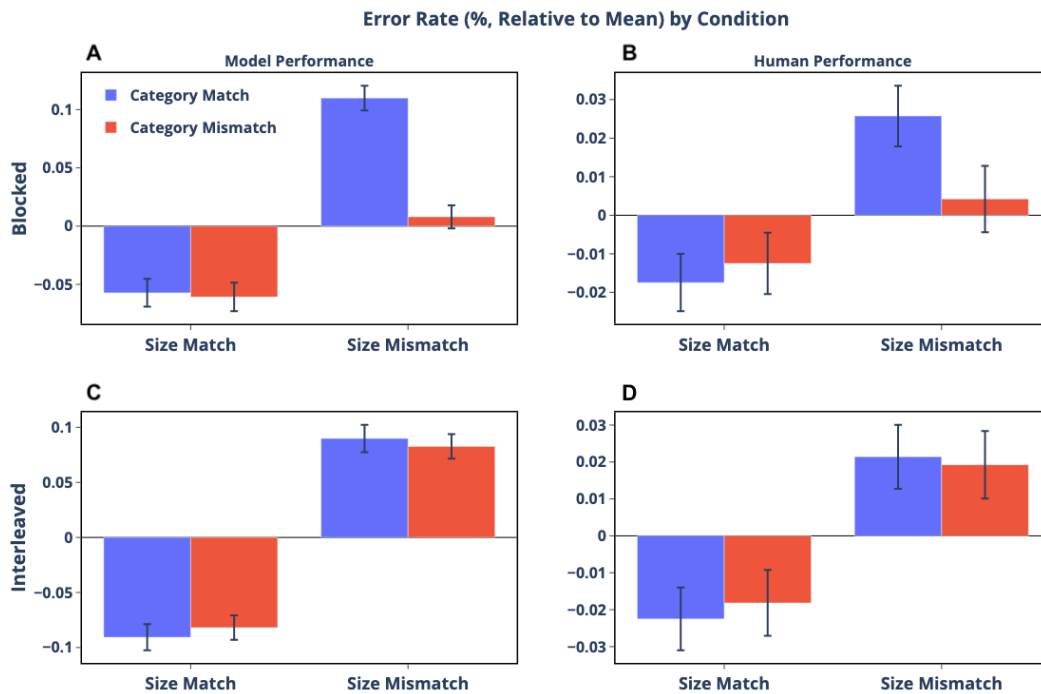 Error Rate (%, Relative to Mean) by Condition
A
Model Performance
Category Match
Category Mismatch
0.1
0.05
0
−0.05
Blocked
Size Match
Size Mismatch
B
Human Performance
0.03
0.02
0.01
0
−0.01
−0.02
Size Match
Size Mismatch
C
0.1
0.05
0
−0.05
−0.1
Interleaved
Size Match
Size Mismatch
D
0.03
0.02
0.01
0
−0.01
−0.02
−0.03
Size Match
Size Mismatch